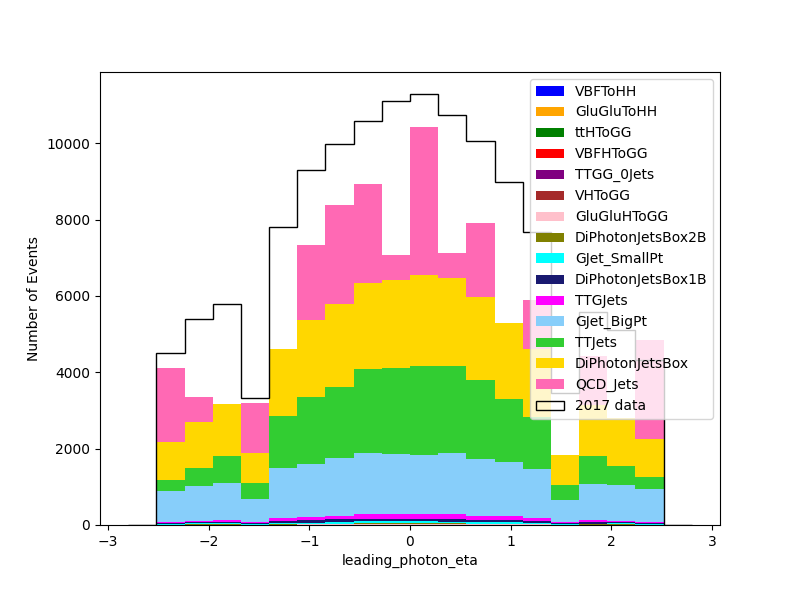 Number of Events
10000
8000
6000
4000
2000
0
−3
−2
−1
0
1
2
3
leading_photon_eta
VBFToHH
GluGluToHH
ttHToGG
VBFHToGG
TTGG_0Jets
VHToGG
GluGluHToGG
DiPhotonJetsBox2B
GJet_SmallPt
DiPhotonJetsBox1B
TTGJets
GJet_BigPt
TTJets
DiPhotonJetsBox
QCD_Jets
2017 data